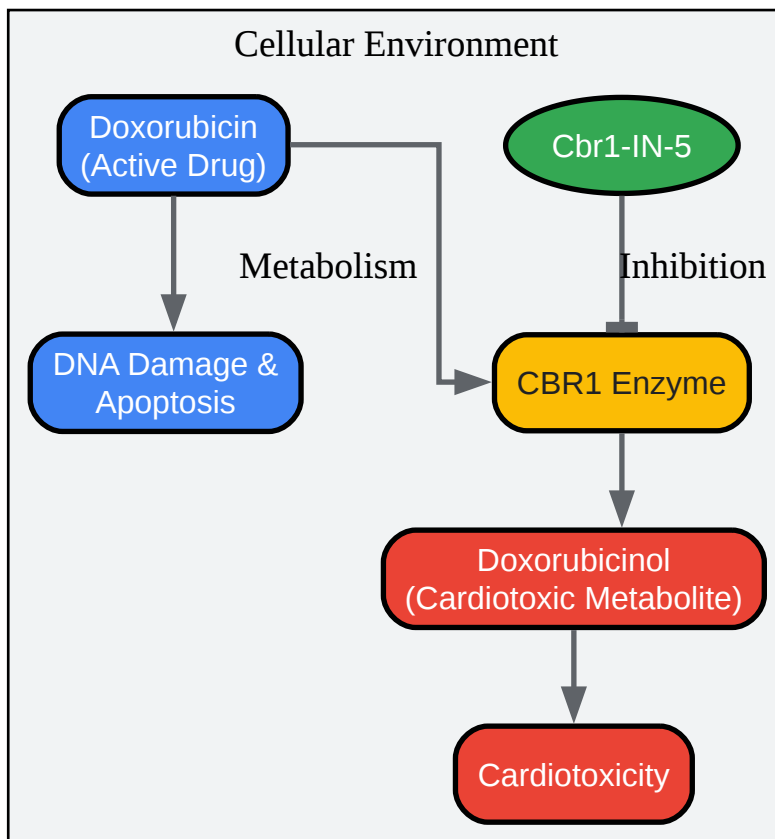 Cellular Environment
Doxorubicin
(Active Drug)
Cbr1-IN-5
Metabolism
Inhibition
DNA Damage &
Apoptosis
CBR1 Enzyme
Doxorubicinol
(Cardiotoxic Metabolite)
Cardiotoxicity